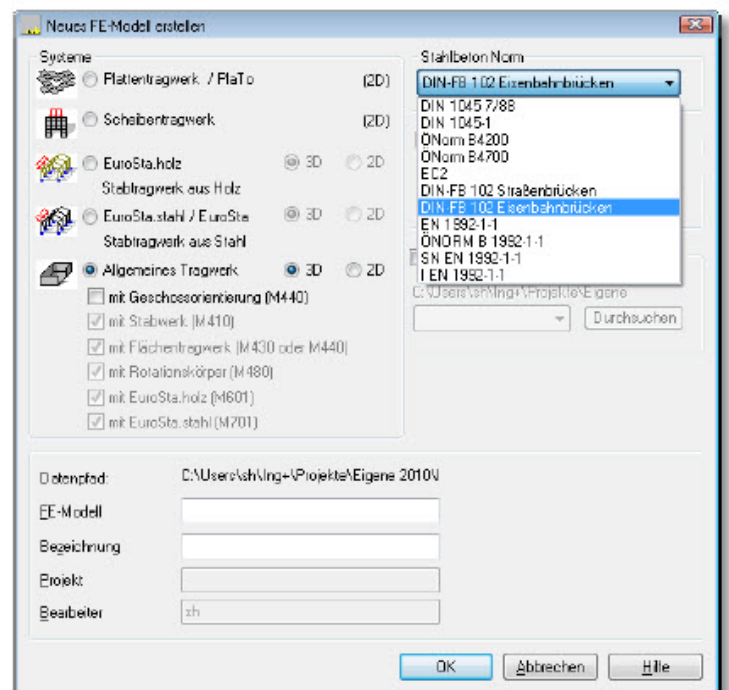 Neues FE-Modell erstellen
Systeme
Plattentragwerk / PlaTo (2D)
Scheibentragwerk (2D)
EuroSta.holz 3D 2D
Stabtragwerk aus Holz
EuroSta.stahl / EuroSta 3D 2D
Stabtragwerk aus Stahl
Allgemeines Tragwerk 3D 2D
mit Geschossorientierung (M440)
mit Stabwerk (M410)
mit Flächentragwerk (M430 oder M440)
mit Rotationskörper (M480)
mit EuroSta.holz (M601)
mit EuroSta.stahl (M701)
Stahlbeton Norm
DIN-FB 102 Eisenbahnbrücken
DIN 1045 7/88
DIN 1045-1
ÖNorm B4200
ÖNorm B4700
EC2
DIN-FB 102 Straßenbrücken
DIN-FB 102 Eisenbahnbrücken
EN 1992-1-1
ÖNORM B 1992-1-1
SN EN 1992-1-1
I EN 1992-1-1
C:\Users\sh\Ing+\Projekte\Eigene
Durchsuchen
Datenpfad: C:\Users\sh\Ing+\Projekte\Eigene 2010\
FE-Modell
Bezeichnung
Projekt
Bearbeiter zh
OK Abbrechen Hilfe